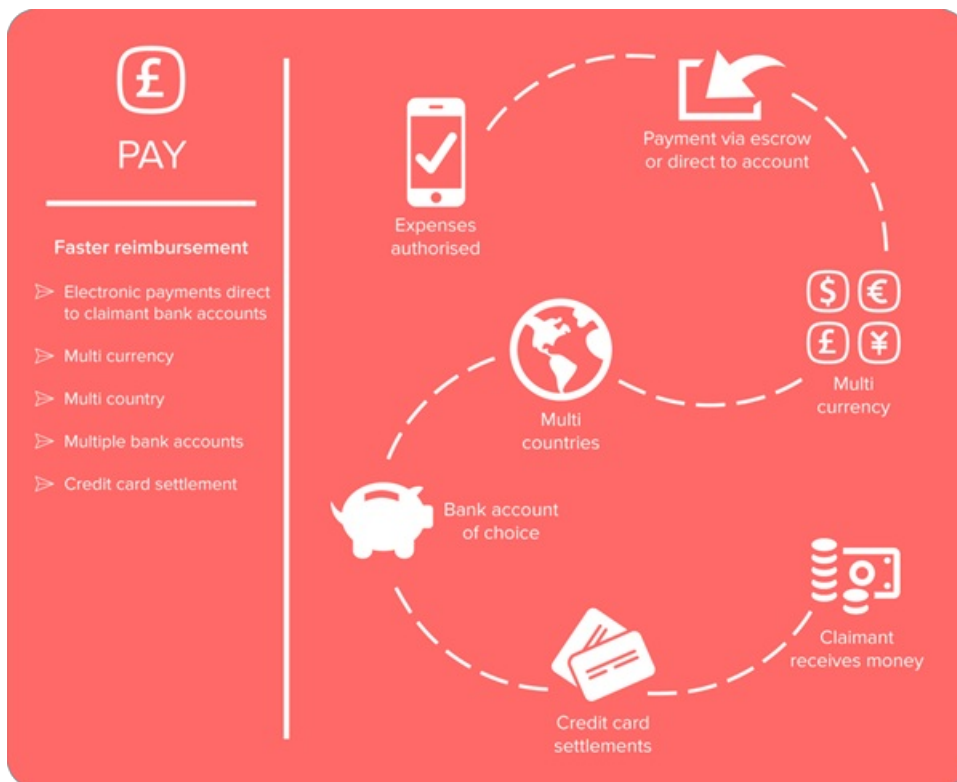 £
PAY
Faster reimbursement
Electronic payments direct
to claimant bank accounts
Multi currency
Multi country
Multiple bank accounts
Credit card settlement
Expenses
authorised
Payment via escrow
or direct to account
$ €
£ ¥
Multi
currency
Multi
countries
Bank account
of choice
Credit card
settlements
Claimant
receives money